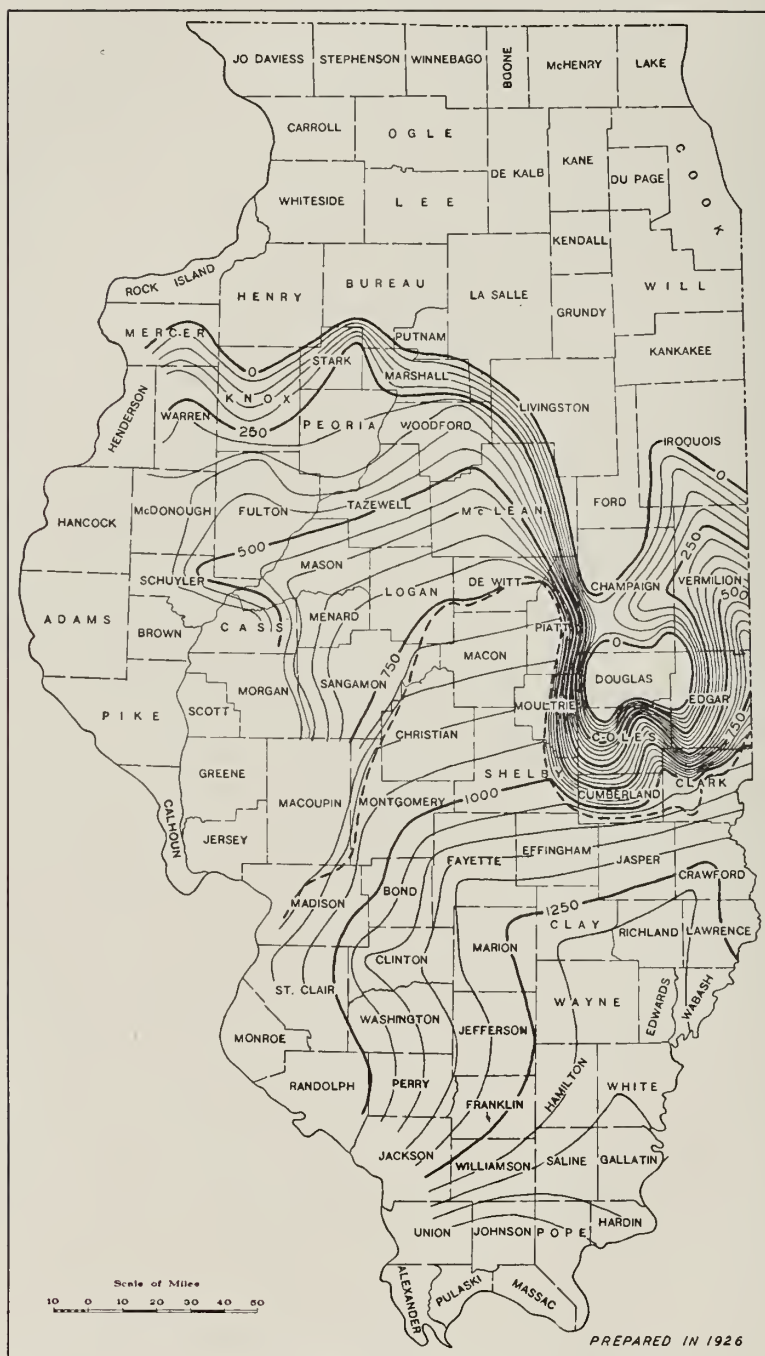 JO DAVIESS STEPHENSON WINNEBAGO BOONE McHENRY LAKE
CARROLL OGLE DE KALB KANE DU PAGE COOK
WHITESIDE LEE
KENDALL
ROCK ISLAND HENRY BUREAU LA SALLE GRUNDY WILL
MERCER PUTNAM KANKAKEE
0 STARK
MARSHALL
HENDERSON WARREN KNOX LIVINGSTON
250 PEORIA WOODFORD IROQUOIS
0
HANCOCK McDONOUGH FULTON TAZEWELL McLEAN FORD
500 250
MASON
SCHUYLER LOGAN DE WITT CHAMPAIGN VERMILION
500
ADAMS BROWN CASS MENARD PIATT
MACON 0
MORGAN SANGAMON 750 DOUGLAS
PIKE SCOTT MOULTRIE EDGAR
CHRISTIAN COLES 750
GREENE SHELBY CLARK
CALHOUN MACOUPIN MONTGOMERY 1000 CUMBERLAND
JERSEY
FAYETTE EFFINGHAM JASPER
MADISON BOND CRAWFORD
1250
MARION CLAY RICHLAND LAWRENCE
CLINTON
ST. CLAIR
WASHINGTON JEFFERSON WAYNE EDWARDS WABASH
MONROE
RANDOLPH PERRY FRANKLIN HAMILTON WHITE
JACKSON WILLIAMSON SALINE GALLATIN
UNION JOHNSON POPE HARDIN
ALEXANDER PULASKI MASSAC
Scale of Miles
10 0 10 20 30 40 50
PREPARED IN 1926